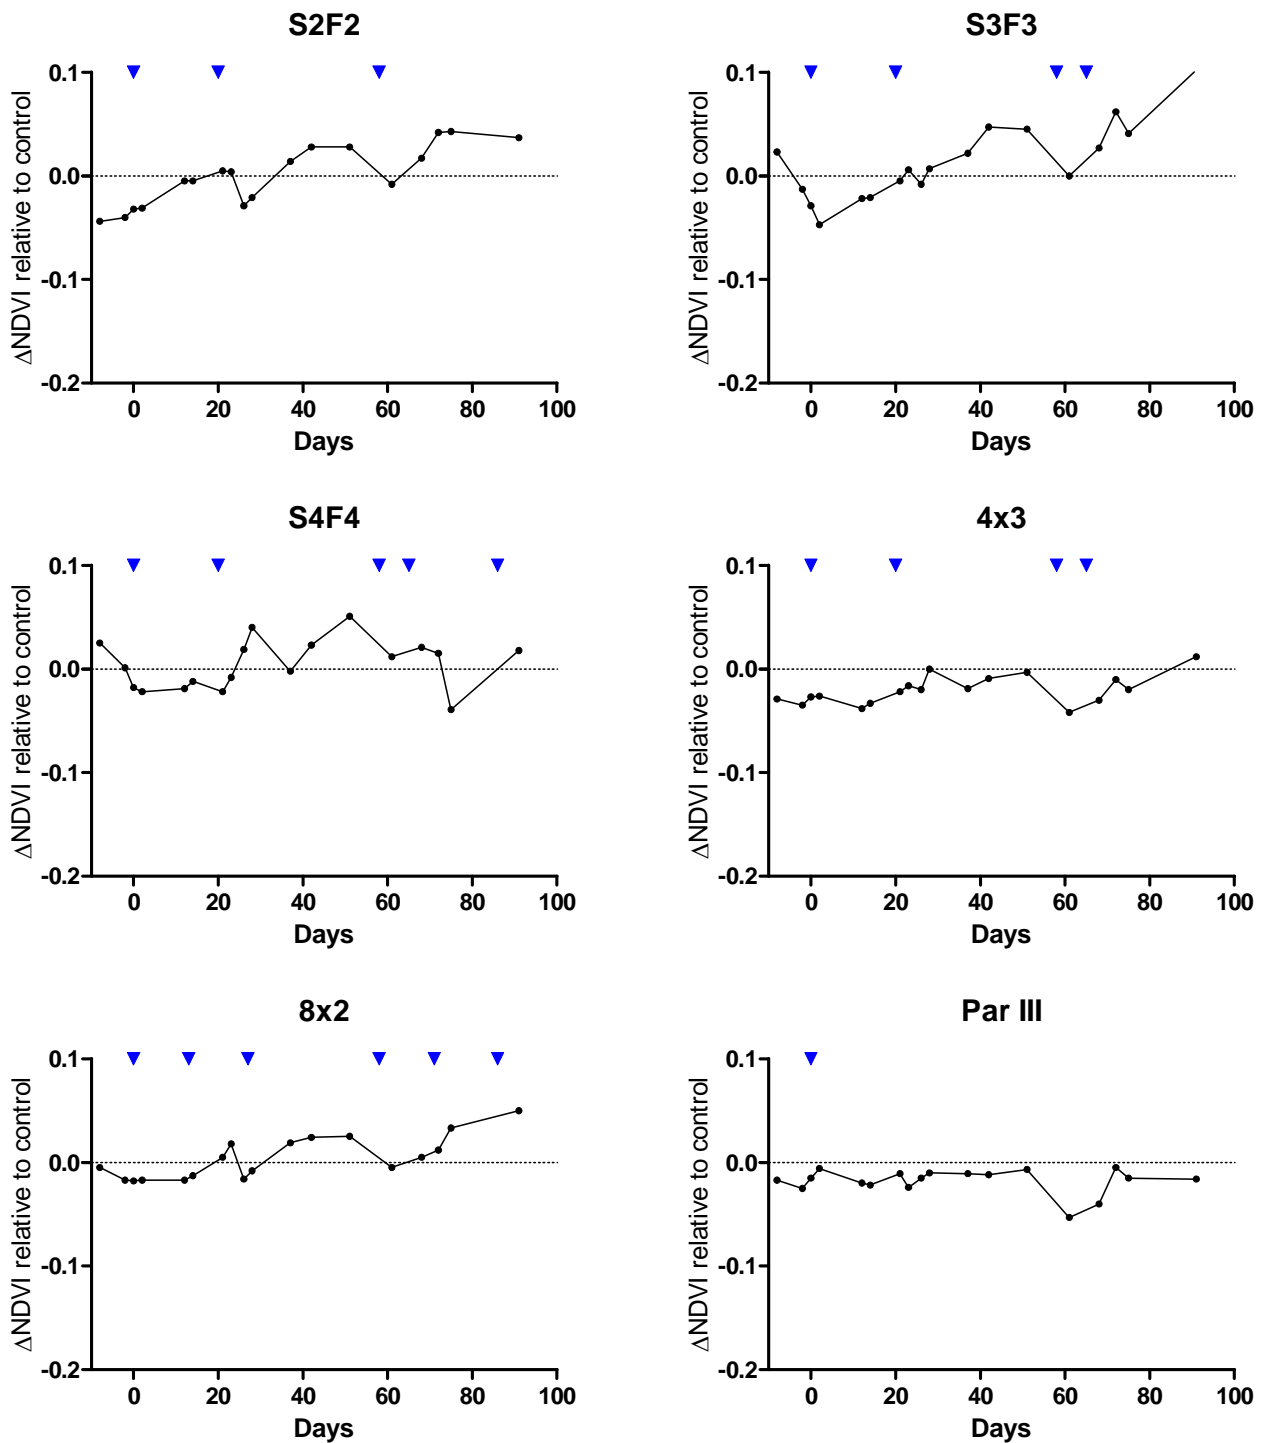 S2F2
0.1
0.0
-0.1
-0.2
ΔNDVI relative to control
0 20 40 60 80 100
Days
S3F3
0.1
0.0
-0.1
-0.2
ΔNDVI relative to control
0 20 40 60 80 100
Days
S4F4
0.1
0.0
-0.1
-0.2
ΔNDVI relative to control
0 20 40 60 80 100
Days
4x3
0.1
0.0
-0.1
-0.2
ΔNDVI relative to control
0 20 40 60 80 100
Days
8x2
0.1
0.0
-0.1
-0.2
ΔNDVI relative to control
0 20 40 60 80 100
Days
Par III
0.1
0.0
-0.1
-0.2
ΔNDVI relative to control
0 20 40 60 80 100
Days